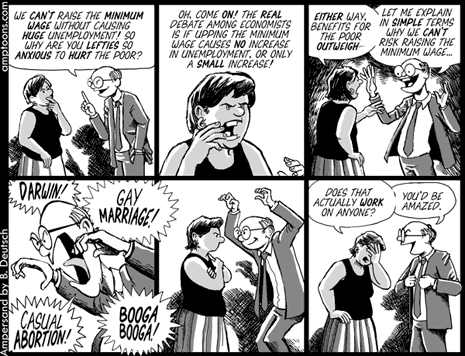 WE CAN'T RAISE THE MINIMUM
WAGE WITHOUT CAUSING
HUGE UNEMPLOYMENT! SO
WHY ARE YOU LEFTIES SO
ANXIOUS TO HURT THE POOR?
OH, COME ON! THE REAL
DEBATE AMONG ECONOMISTS
IS IF UPPING THE MINIMUM
WAGE CAUSES NO INCREASE
IN UNEMPLOYMENT, OR ONLY
A SMALL INCREASE!
EITHER WAY,
BENEFITS FOR
THE POOR
OUTWEIGH–
LET ME EXPLAIN
IN SIMPLE TERMS
WHY WE CAN'T
RISK RAISING THE
MINIMUM WAGE...
DARWIN!
GAY
MARRIAGE!
CASUAL
ABORTION!
BOOGA
BOOGA!
DOES THAT
ACTUALLY WORK
ON ANYONE?
YOU'D BE
AMAZED.
amptoons.com
Ampersand by B. Deutsch